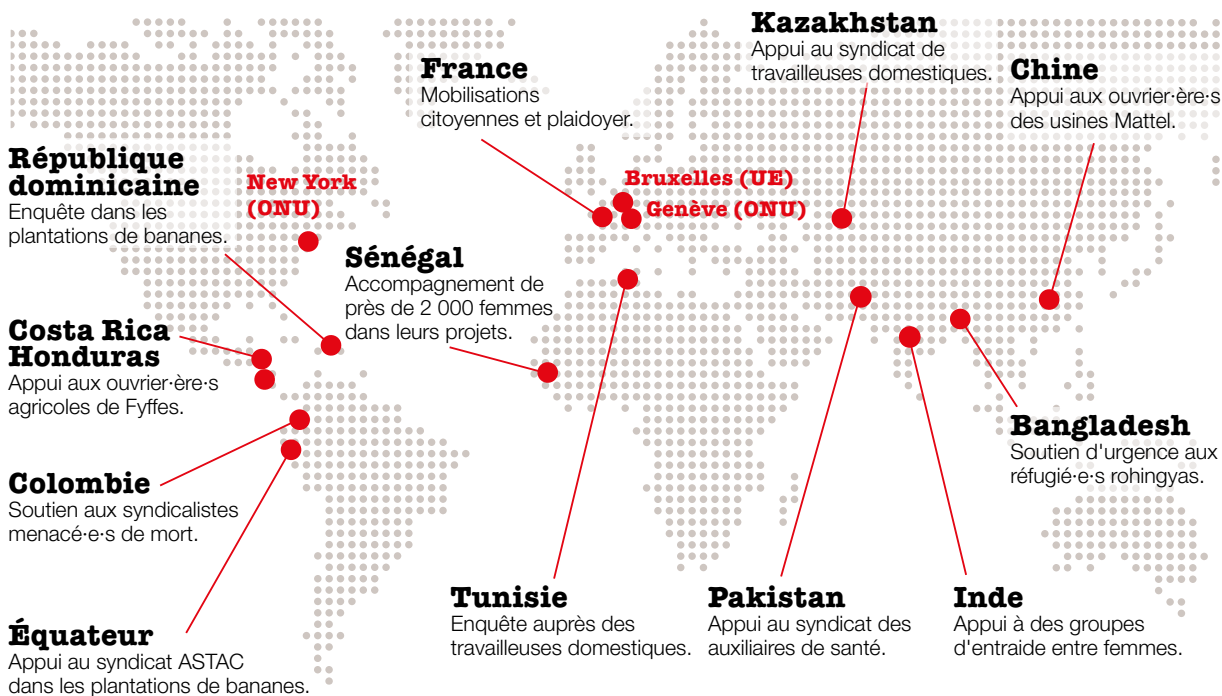 Kazakhstan
Appui au syndicat de
travailleuses domestiques.
France
Mobilisations
citoyennes et plaidoyer.
Chine
Appui aux ouvrier·ère·s
des usines Mattel.
République
dominicaine
Enquête dans les
plantations de bananes.
New York
(ONU)
Bruxelles (UE)
Genève (ONU)
Sénégal
Accompagnement de
près de 2 000 femmes
dans leurs projets.
Costa Rica
Honduras
Appui aux ouvrier·ère·s
agricoles de Fyffes.
Bangladesh
Soutien d'urgence aux
réfugié·e·s rohingyas.
Colombie
Soutien aux syndicalistes
menacé·e·s de mort.
Équateur
Appui au syndicat ASTAC
dans les plantations de bananes.
Tunisie
Enquête auprès des
travailleuses domestiques.
Pakistan
Appui au syndicat des
auxiliaires de santé.
Inde
Appui à des groupes
d'entraide entre femmes.